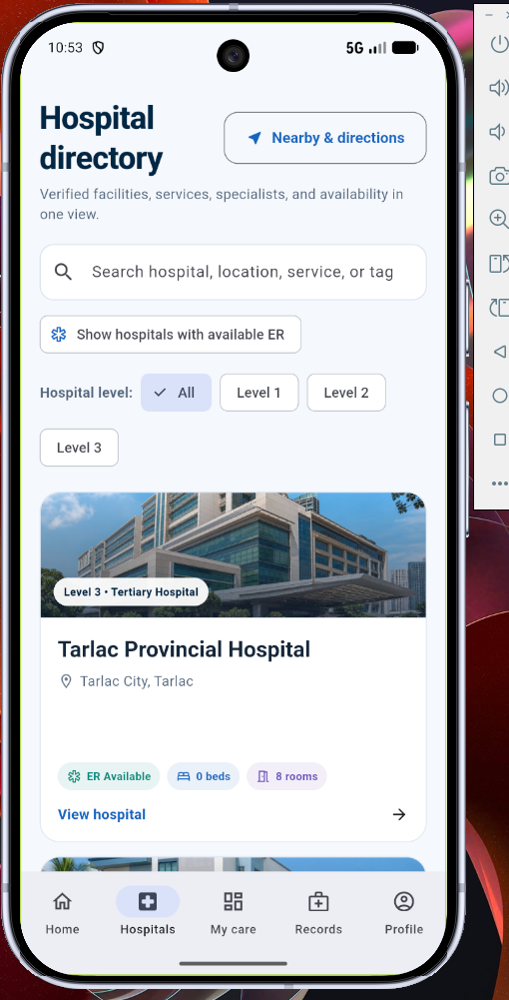 10:53
5G
Hospital
directory
Nearby & directions
Verified facilities, services, specialists, and availability in
one view.
Search hospital, location, service, or tag
Show hospitals with available ER
Hospital level:
All
Level 1
Level 2
Level 3
Level 3 • Tertiary Hospital
Tarlac Provincial Hospital
Tarlac City, Tarlac
ER Available
0 beds
8 rooms
View hospital
Home
Hospitals
My care
Records
Profile